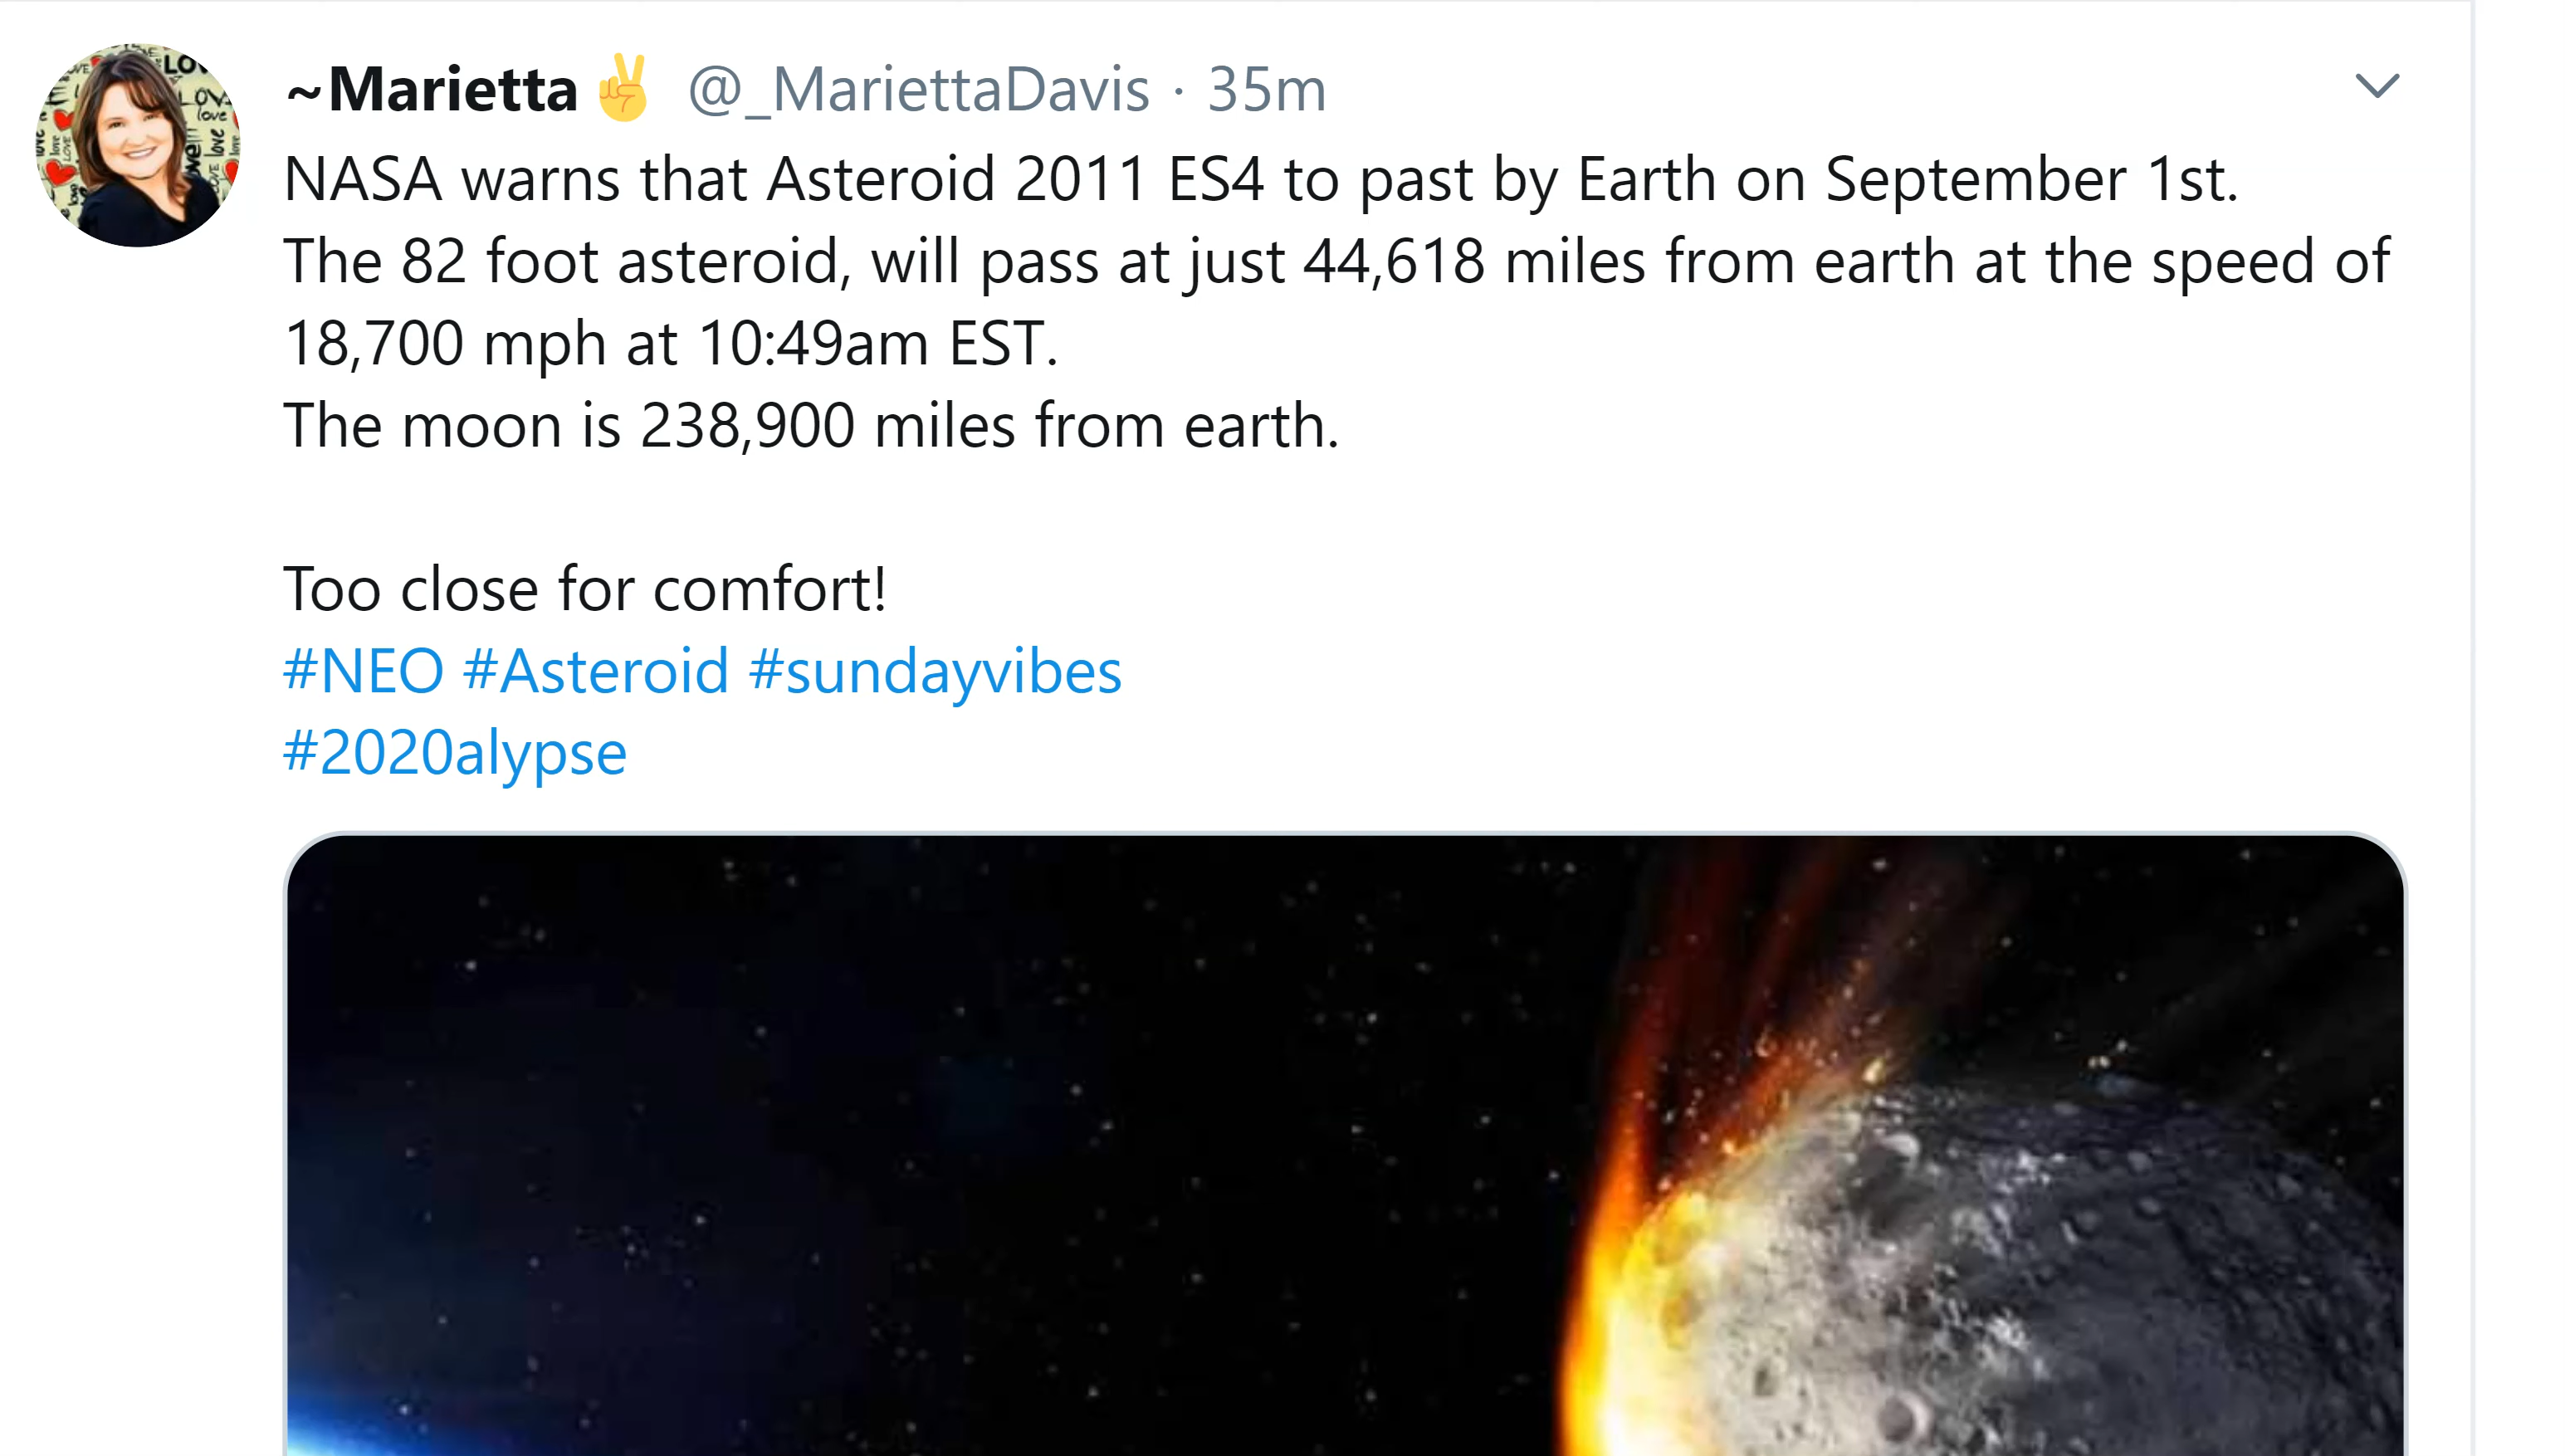 ~Marietta✌ @_MariettaDavis · 35m
NASA warns that Asteroid 2011 ES4 to past by Earth on September 1st.
The 82 foot asteroid, will pass at just 44,618 miles from earth at the speed of
18,700 mph at 10:49am EST.
The moon is 238,900 miles from earth.
Too close for comfort!
#NEO #Asteroid #sundayvibes
#2020alypse